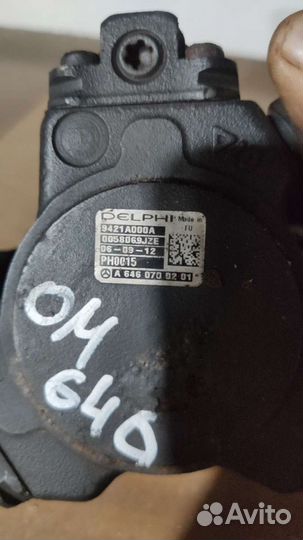 DELPHI Made in
EU
9421A000A
0058069JZE
06-09-12
PH0015
A 646 070 02 01
OM
640
Avito